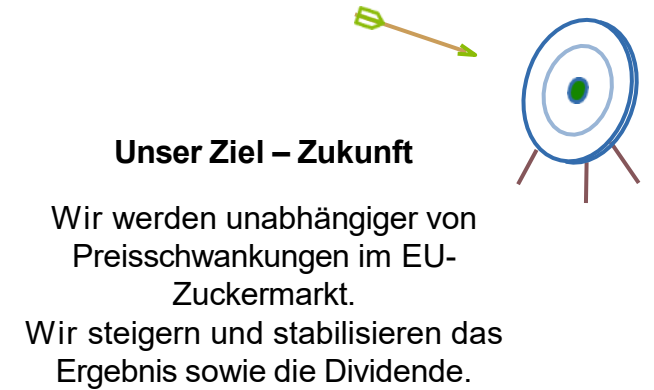 Unser Ziel – Zukunft
Wir werden unabhängiger von
Preisschwankungen im EU-
Zuckermarkt.
Wir steigern und stabilisieren das
Ergebnis sowie die Dividende.